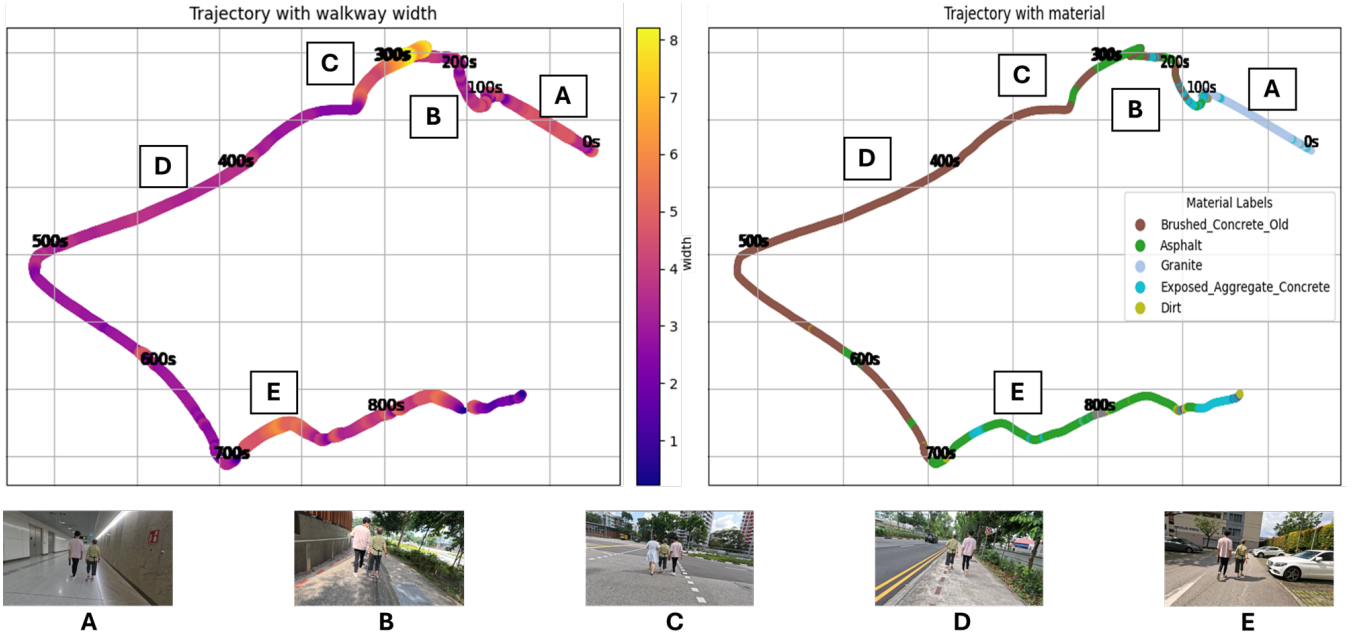 Trajectory with walkway width
300s
200s
100s
0s
400s
500s
600s
700s
800s
A
B
C
D
E
8
7
6
5
4
3
2
1
width
Trajectory with material
300s
200s
100s
0s
400s
500s
600s
700s
800s
A
B
C
D
E
Material Labels
Brushed_Concrete_Old
Asphalt
Granite
Exposed_Aggregate_Concrete
Dirt
A
B
C
D
E